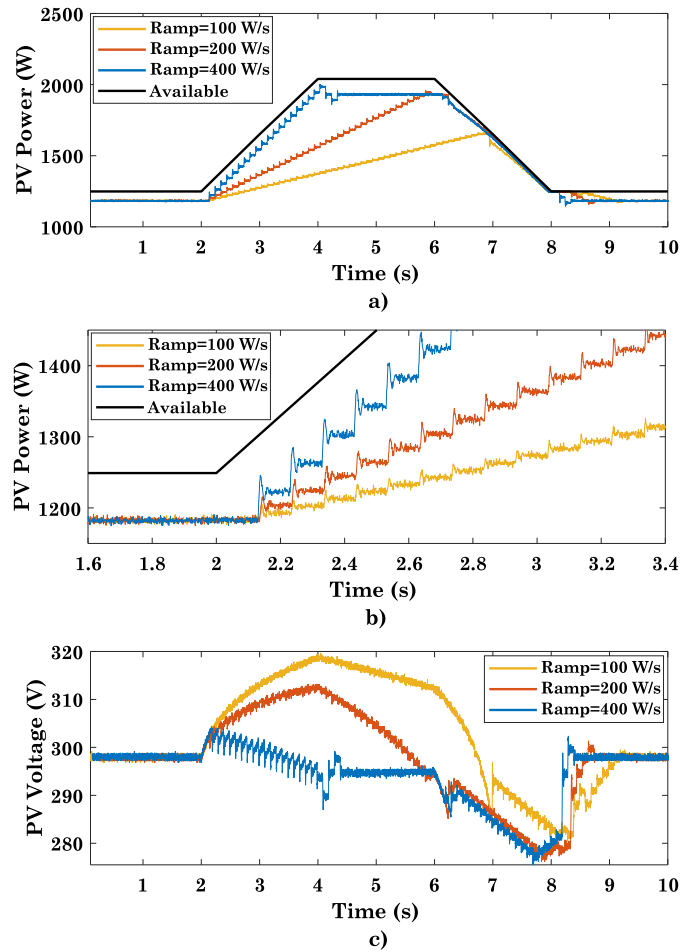 2500
2000
1500
1000
PV Power (W)
Ramp=100 W/s
Ramp=200 W/s
Ramp=400 W/s
Available
1 2 3 4 5 6 7 8 9 10
Time (s)
a)
1400
1300
1200
PV Power (W)
Ramp=100 W/s
Ramp=200 W/s
Ramp=400 W/s
Available
1.6 1.8 2 2.2 2.4 2.6 2.8 3 3.2 3.4
Time (s)
b)
320
310
300
290
280
PV Voltage (V)
Ramp=100 W/s
Ramp=200 W/s
Ramp=400 W/s
1 2 3 4 5 6 7 8 9 10
Time (s)
c)